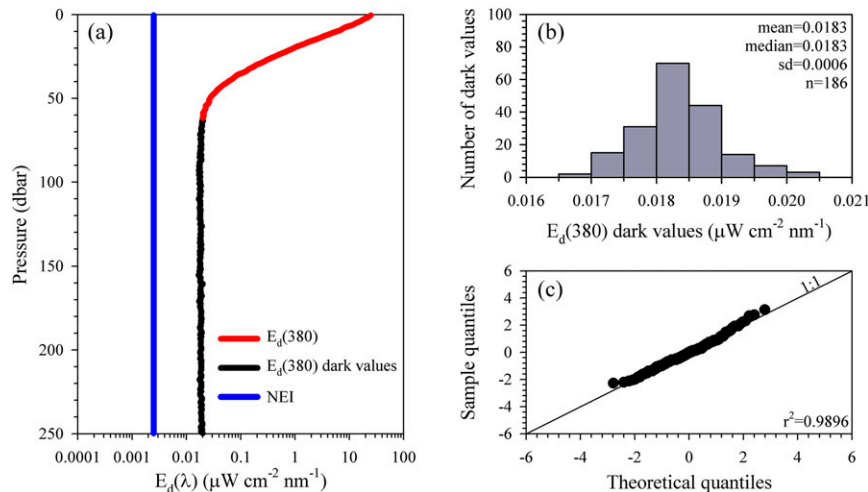 (a)
0
50
100
150
200
250
Pressure (dbar)
E_d(380)
E_d(380) dark values
NEI
0.0001 0.001 0.01 0.1 1 10 100
E_d(λ) (µW cm⁻² nm⁻¹)
(b)
mean=0.0183
median=0.0183
sd=0.0006
n=186
100
80
60
40
20
0
Number of dark values
0.016 0.017 0.018 0.019 0.020 0.021
E_d(380) dark values (µW cm⁻² nm⁻¹)
(c)
1:1
6
4
2
0
-2
-4
-6
Sample quantiles
r²=0.9896
-6 -4 -2 0 2 4 6
Theoretical quantiles